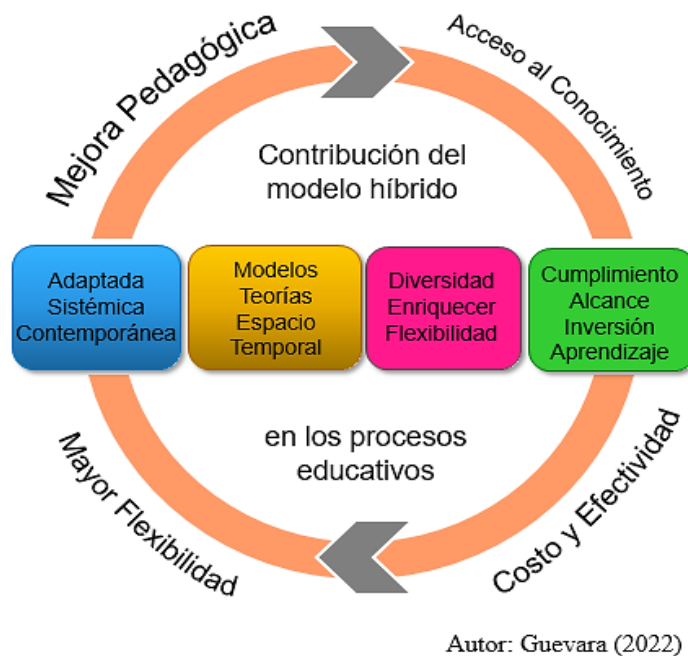 Mejora Pedagógica
Acceso al Conocimiento
Contribución del
modelo híbrido
Adaptada
Sistémica
Contemporánea
Modelos
Teorías
Espacio
Temporal
Diversidad
Enriquecer
Flexibilidad
Cumplimiento
Alcance
Inversión
Aprendizaje
en los procesos
educativos
Mayor Flexibilidad
Costo y Efectividad
Autor: Guevara (2022)